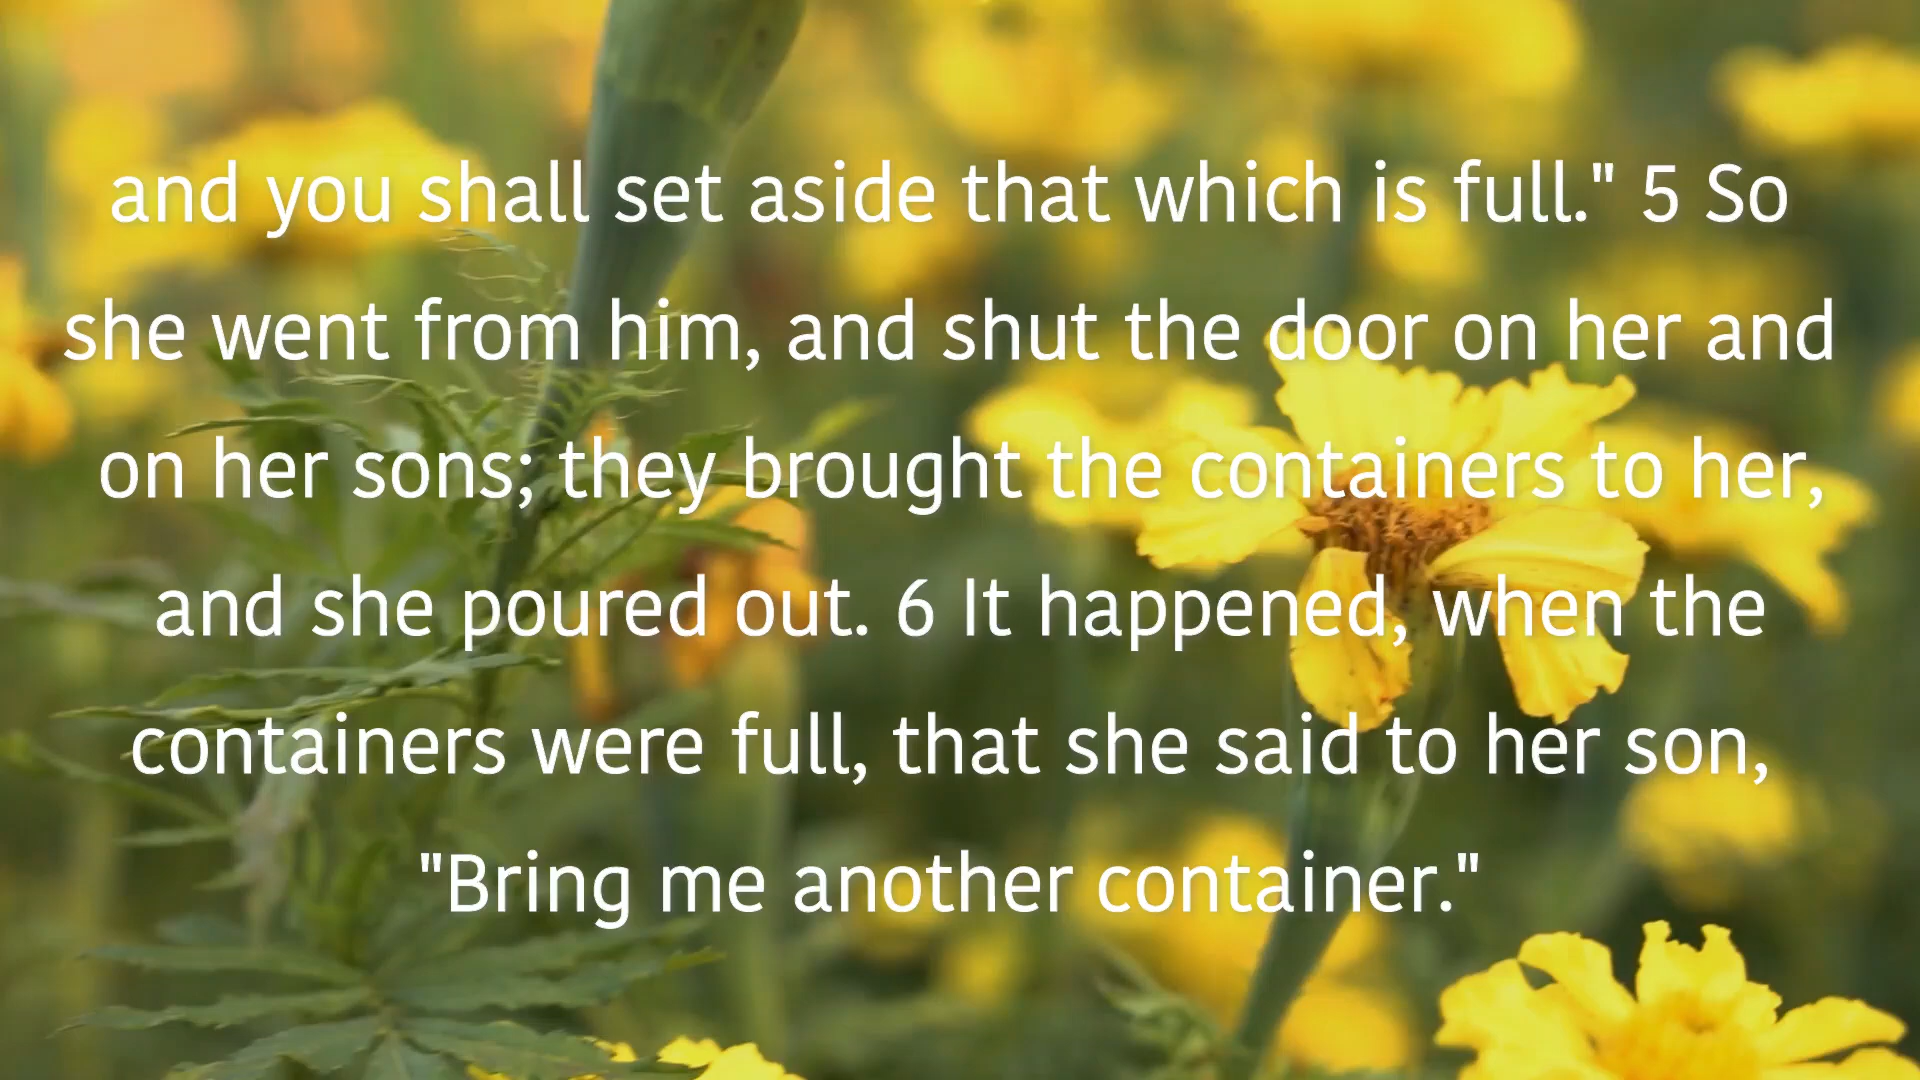 and you shall set aside that which is full." 5 So
she went from him, and shut the door on her and
on her sons; they brought the containers to her,
and she poured out. 6 It happened, when the
containers were full, that she said to her son,
"Bring me another container."